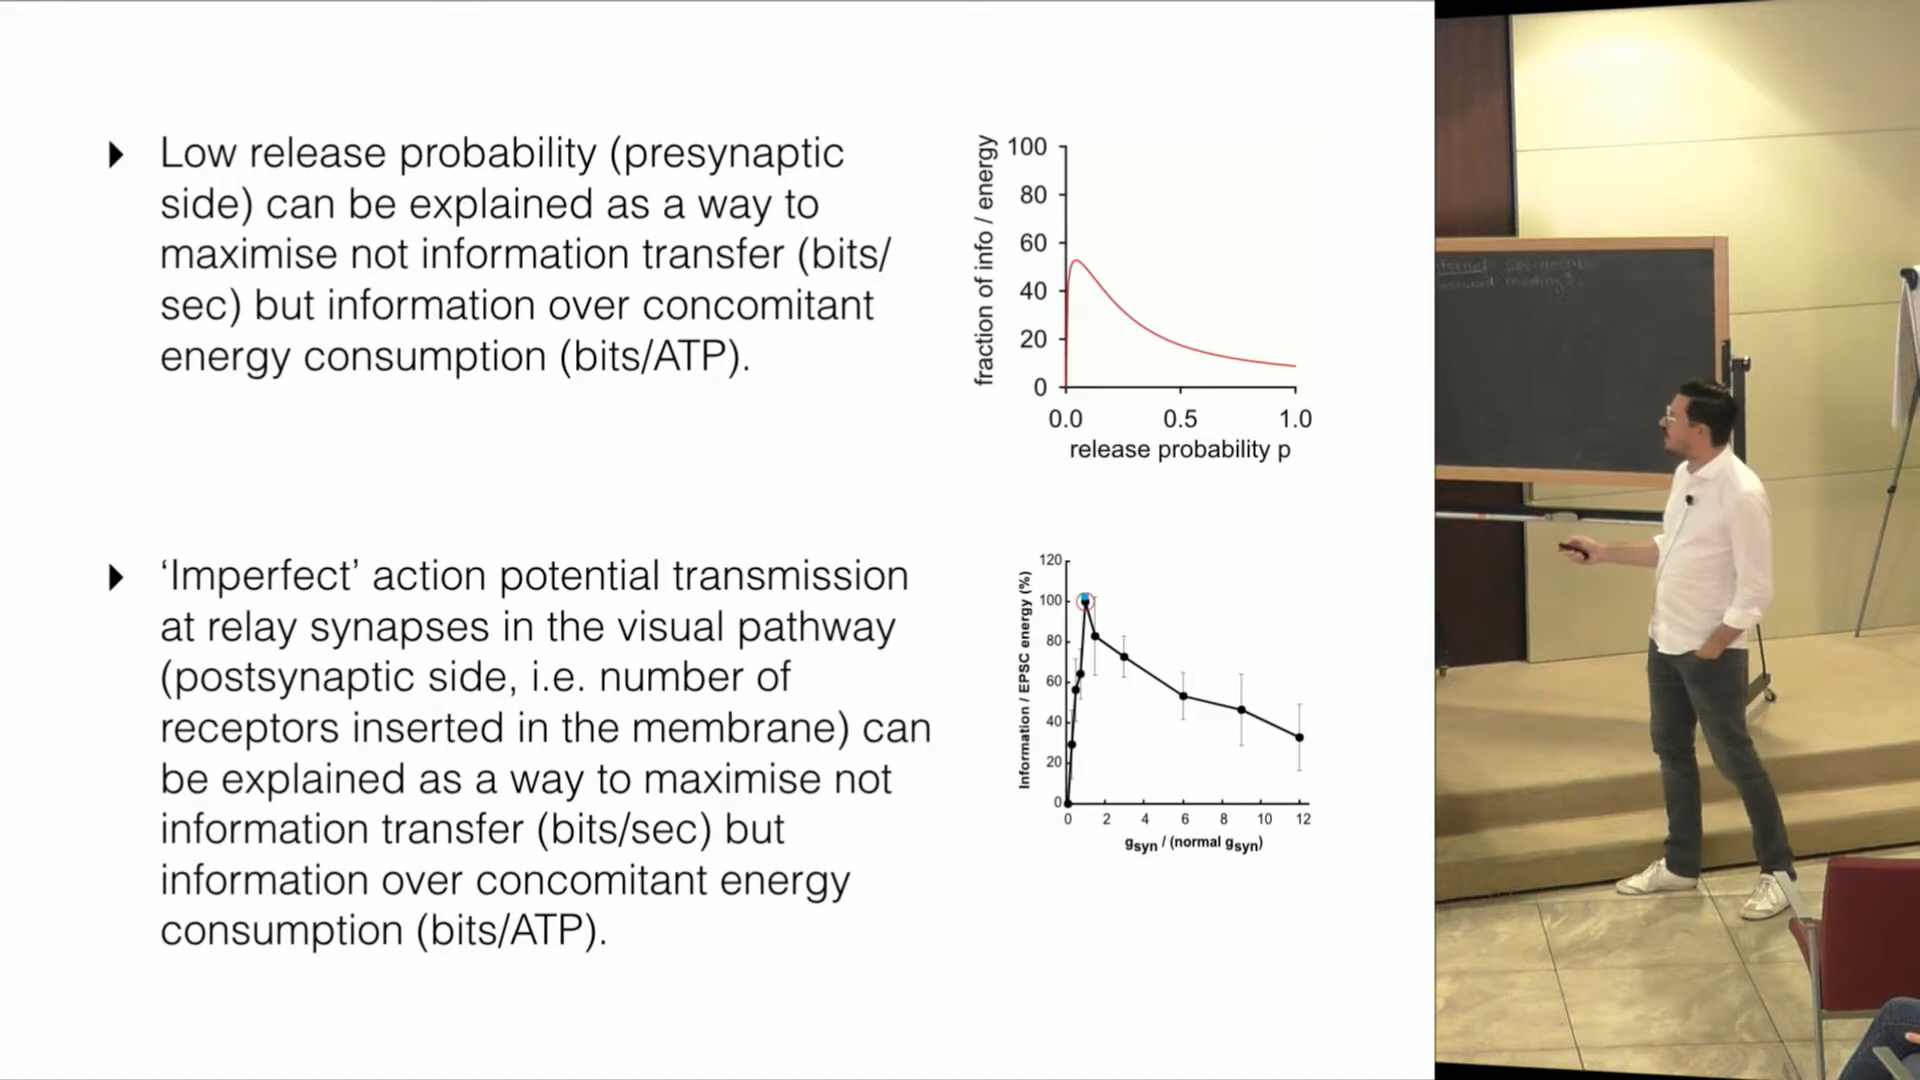 Low release probability (presynaptic
side) can be explained as a way to
maximise not information transfer (bits/
sec) but information over concomitant
energy consumption (bits/ATP).
fraction of info / energy
100
80
60
40
20
0
0.0 0.5 1.0
release probability p
‘Imperfect’ action potential transmission
at relay synapses in the visual pathway
(postsynaptic side, i.e. number of
receptors inserted in the membrane) can
be explained as a way to maximise not
information transfer (bits/sec) but
information over concomitant energy
consumption (bits/ATP).
Information / EPSC energy (%)
120
100
80
60
40
20
0
0 2 4 6 8 10 12
gsyn / (normal gsyn)